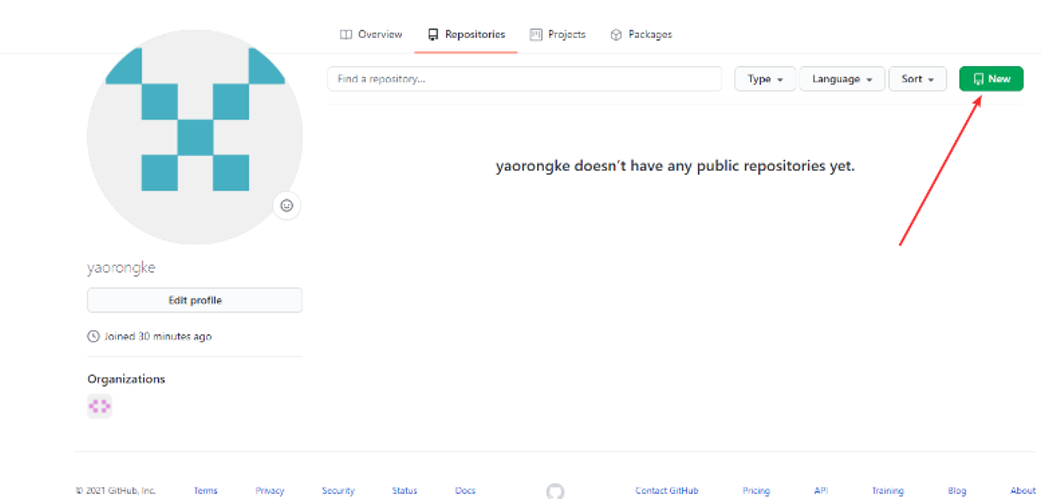 Overview Repositories Projects Packages
Find a repository... Type Language Sort New
yaorongke doesn't have any public repositories yet.
yaorongke
Edit profile
Joined 30 minutes ago
Organizations
© 2021 GitHub, Inc. Terms Privacy Security Status Docs Contact GitHub Pricing API Training Blog About